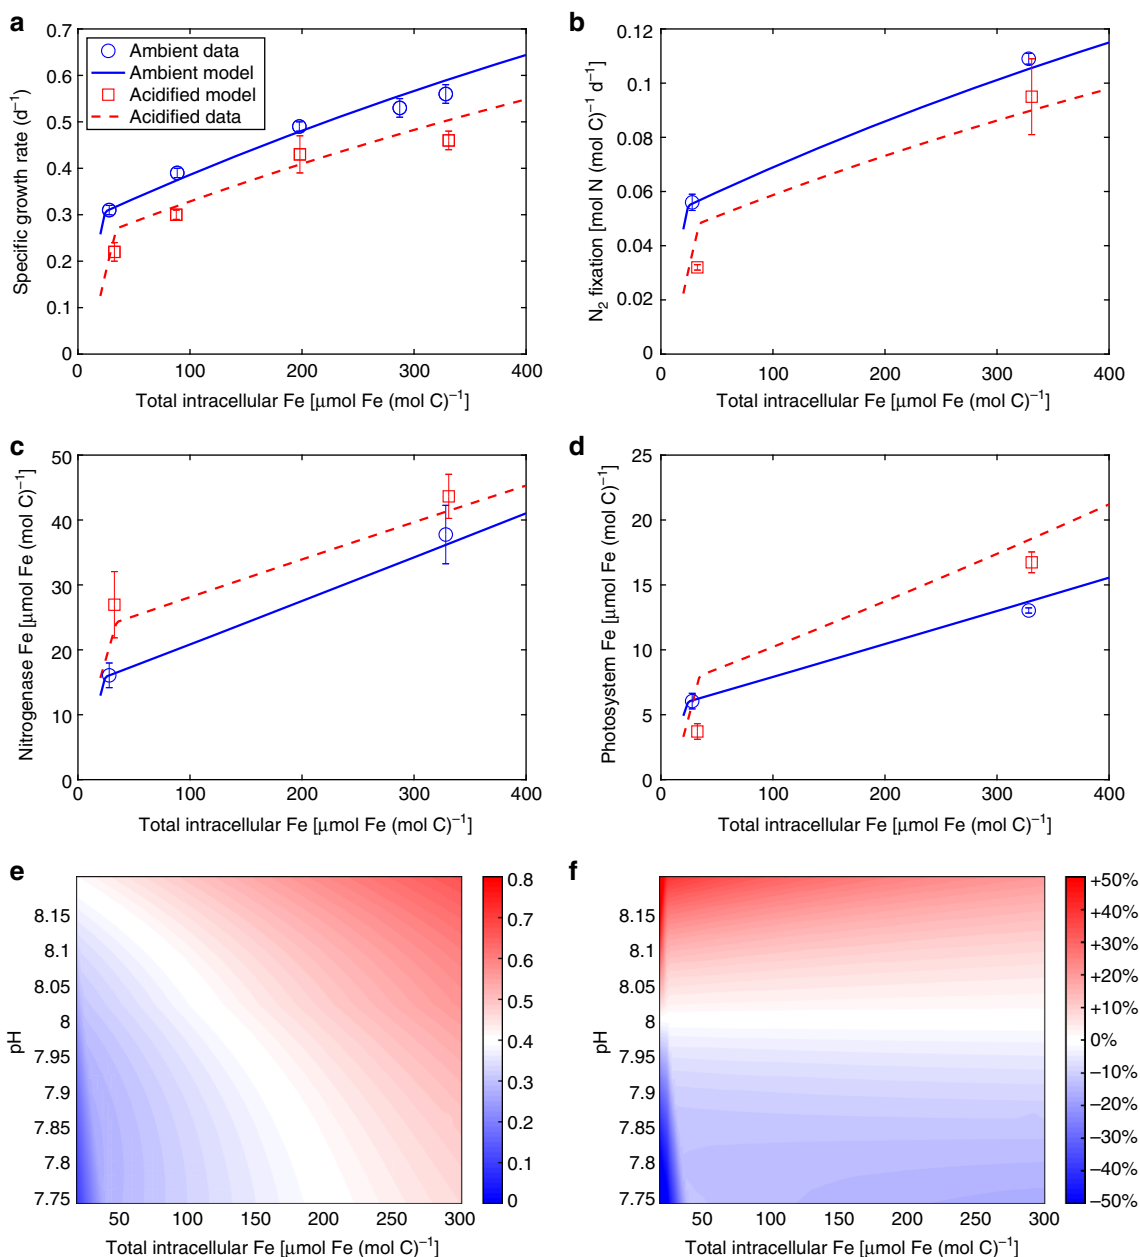 a
Specific growth rate (d⁻¹)
0.7
0.6
0.5
0.4
0.3
0.2
0.1
0
Ambient data
Ambient model
Acidified model
Acidified data
0 100 200 300 400
Total intracellular Fe [μmol Fe (mol C)⁻¹]
b
N₂ fixation [mol N (mol C)⁻¹ d⁻¹]
0.12
0.1
0.08
0.06
0.04
0.02
0
0 100 200 300 400
Total intracellular Fe [μmol Fe (mol C)⁻¹]
c
Nitrogenase Fe [μmol Fe (mol C)⁻¹]
50
40
30
20
10
0
0 100 200 300 400
Total intracellular Fe [μmol Fe (mol C)⁻¹]
d
Photosystem Fe [μmol Fe (mol C)⁻¹]
25
20
15
10
5
0
0 100 200 300 400
Total intracellular Fe [μmol Fe (mol C)⁻¹]
e
pH
8.15
8.1
8.05
8
7.95
7.9
7.85
7.8
7.75
50 100 150 200 250 300
Total intracellular Fe [μmol Fe (mol C)⁻¹]
0.8
0.7
0.6
0.5
0.4
0.3
0.2
0.1
0
f
pH
8.15
8.1
8.05
8
7.95
7.9
7.85
7.8
7.75
50 100 150 200 250 300
Total intracellular Fe [μmol Fe (mol C)⁻¹]
+50%
+40%
+30%
+20%
+10%
0%
−10%
−20%
−30%
−40%
−50%